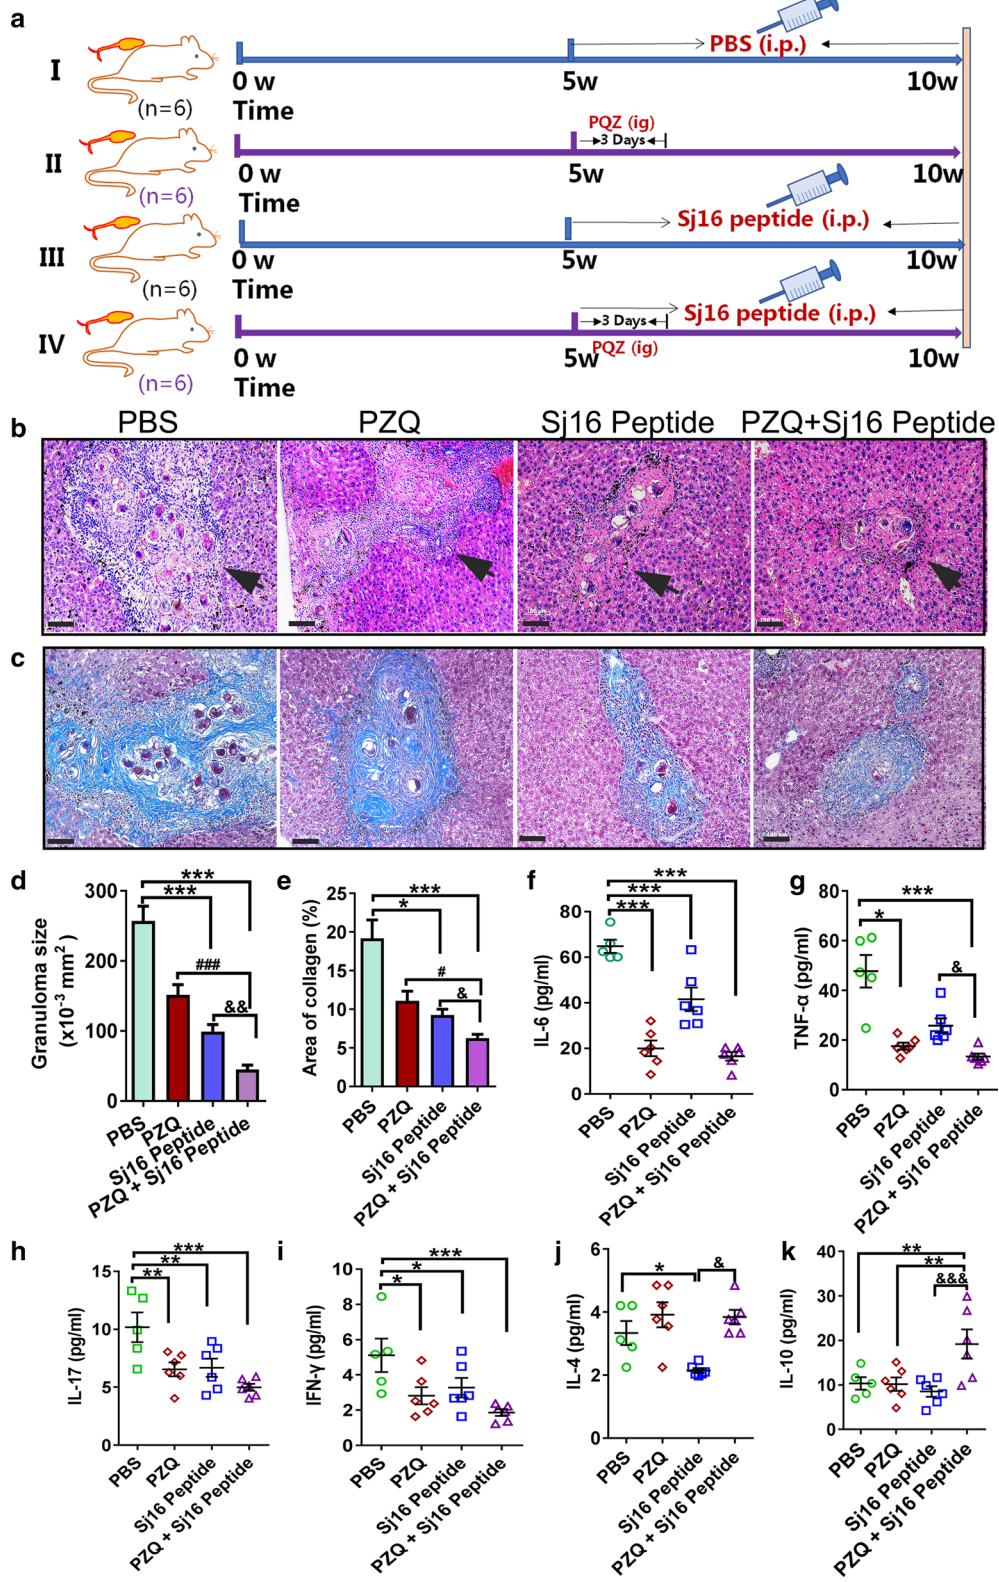 a
I
(n=6)
0 w
Time
5w
PBS (i.p.)
10w
II
(n=6)
0 w
Time
5w
PQZ (ig)
3 Days
10w
III
(n=6)
0 w
Time
5w
Sj16 peptide (i.p.)
10w
IV
(n=6)
0 w
Time
5w
3 Days
PQZ (ig)
Sj16 peptide (i.p.)
10w
b
PBS
PZQ
Sj16 Peptide
PZQ+Sj16 Peptide
c
d
Granuloma size
(x10-3 mm2 )
300
200
100
0
***
***
###
&&
PBS
PZQ
Sj16 Peptide
PZQ + Sj16 Peptide
e
Area of collagen (%)
25
20
15
10
5
0
***
*
#
&
PBS
PZQ
Sj16 Peptide
PZQ + Sj16 Peptide
f
IL-6 (pg/ml)
80
60
40
20
0
***
***
***
PBS
PZQ
Sj16 Peptide
PZQ + Sj16 Peptide
g
TNF-α (pg/ml)
80
60
40
20
0
***
*
&
PBS
PZQ
Sj16 Peptide
PZQ + Sj16 Peptide
h
IL-17 (pg/ml)
15
10
5
0
***
**
**
PBS
PZQ
Sj16 Peptide
PZQ + Sj16 Peptide
i
IFN-γ (pg/ml)
10
8
6
4
2
0
***
*
*
PBS
PZQ
Sj16 Peptide
PZQ + Sj16 Peptide
j
IL-4 (pg/ml)
6
4
2
0
*
&
PBS
PZQ
Sj16 Peptide
PZQ + Sj16 Peptide
k
IL-10 (pg/ml)
40
30
20
10
0
**
**
&&&
PBS
PZQ
Sj16 Peptide
PZQ + Sj16 Peptide